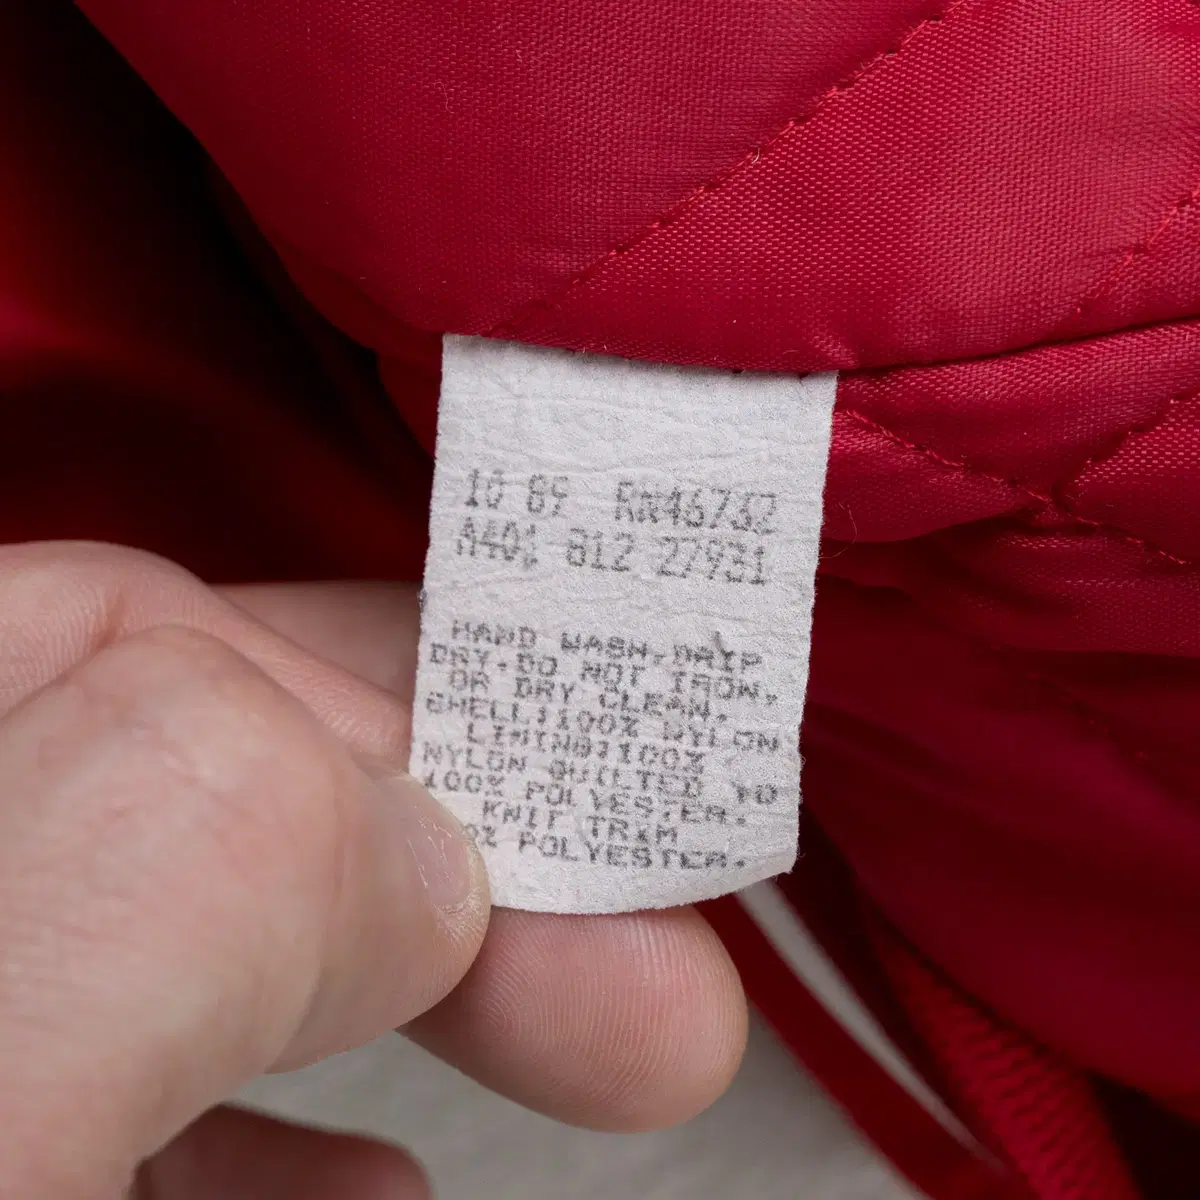 10 89 RN46732
812 27931
HAND WASH.DRIP
DRY.DO NOT IRON,
OR DRY CLEAN.
SHELL:100% NYLON
LINING:100%
NYLON QUILTED TO
100% POLYESTER.
KNIT TRIM
0% POLYESTER.